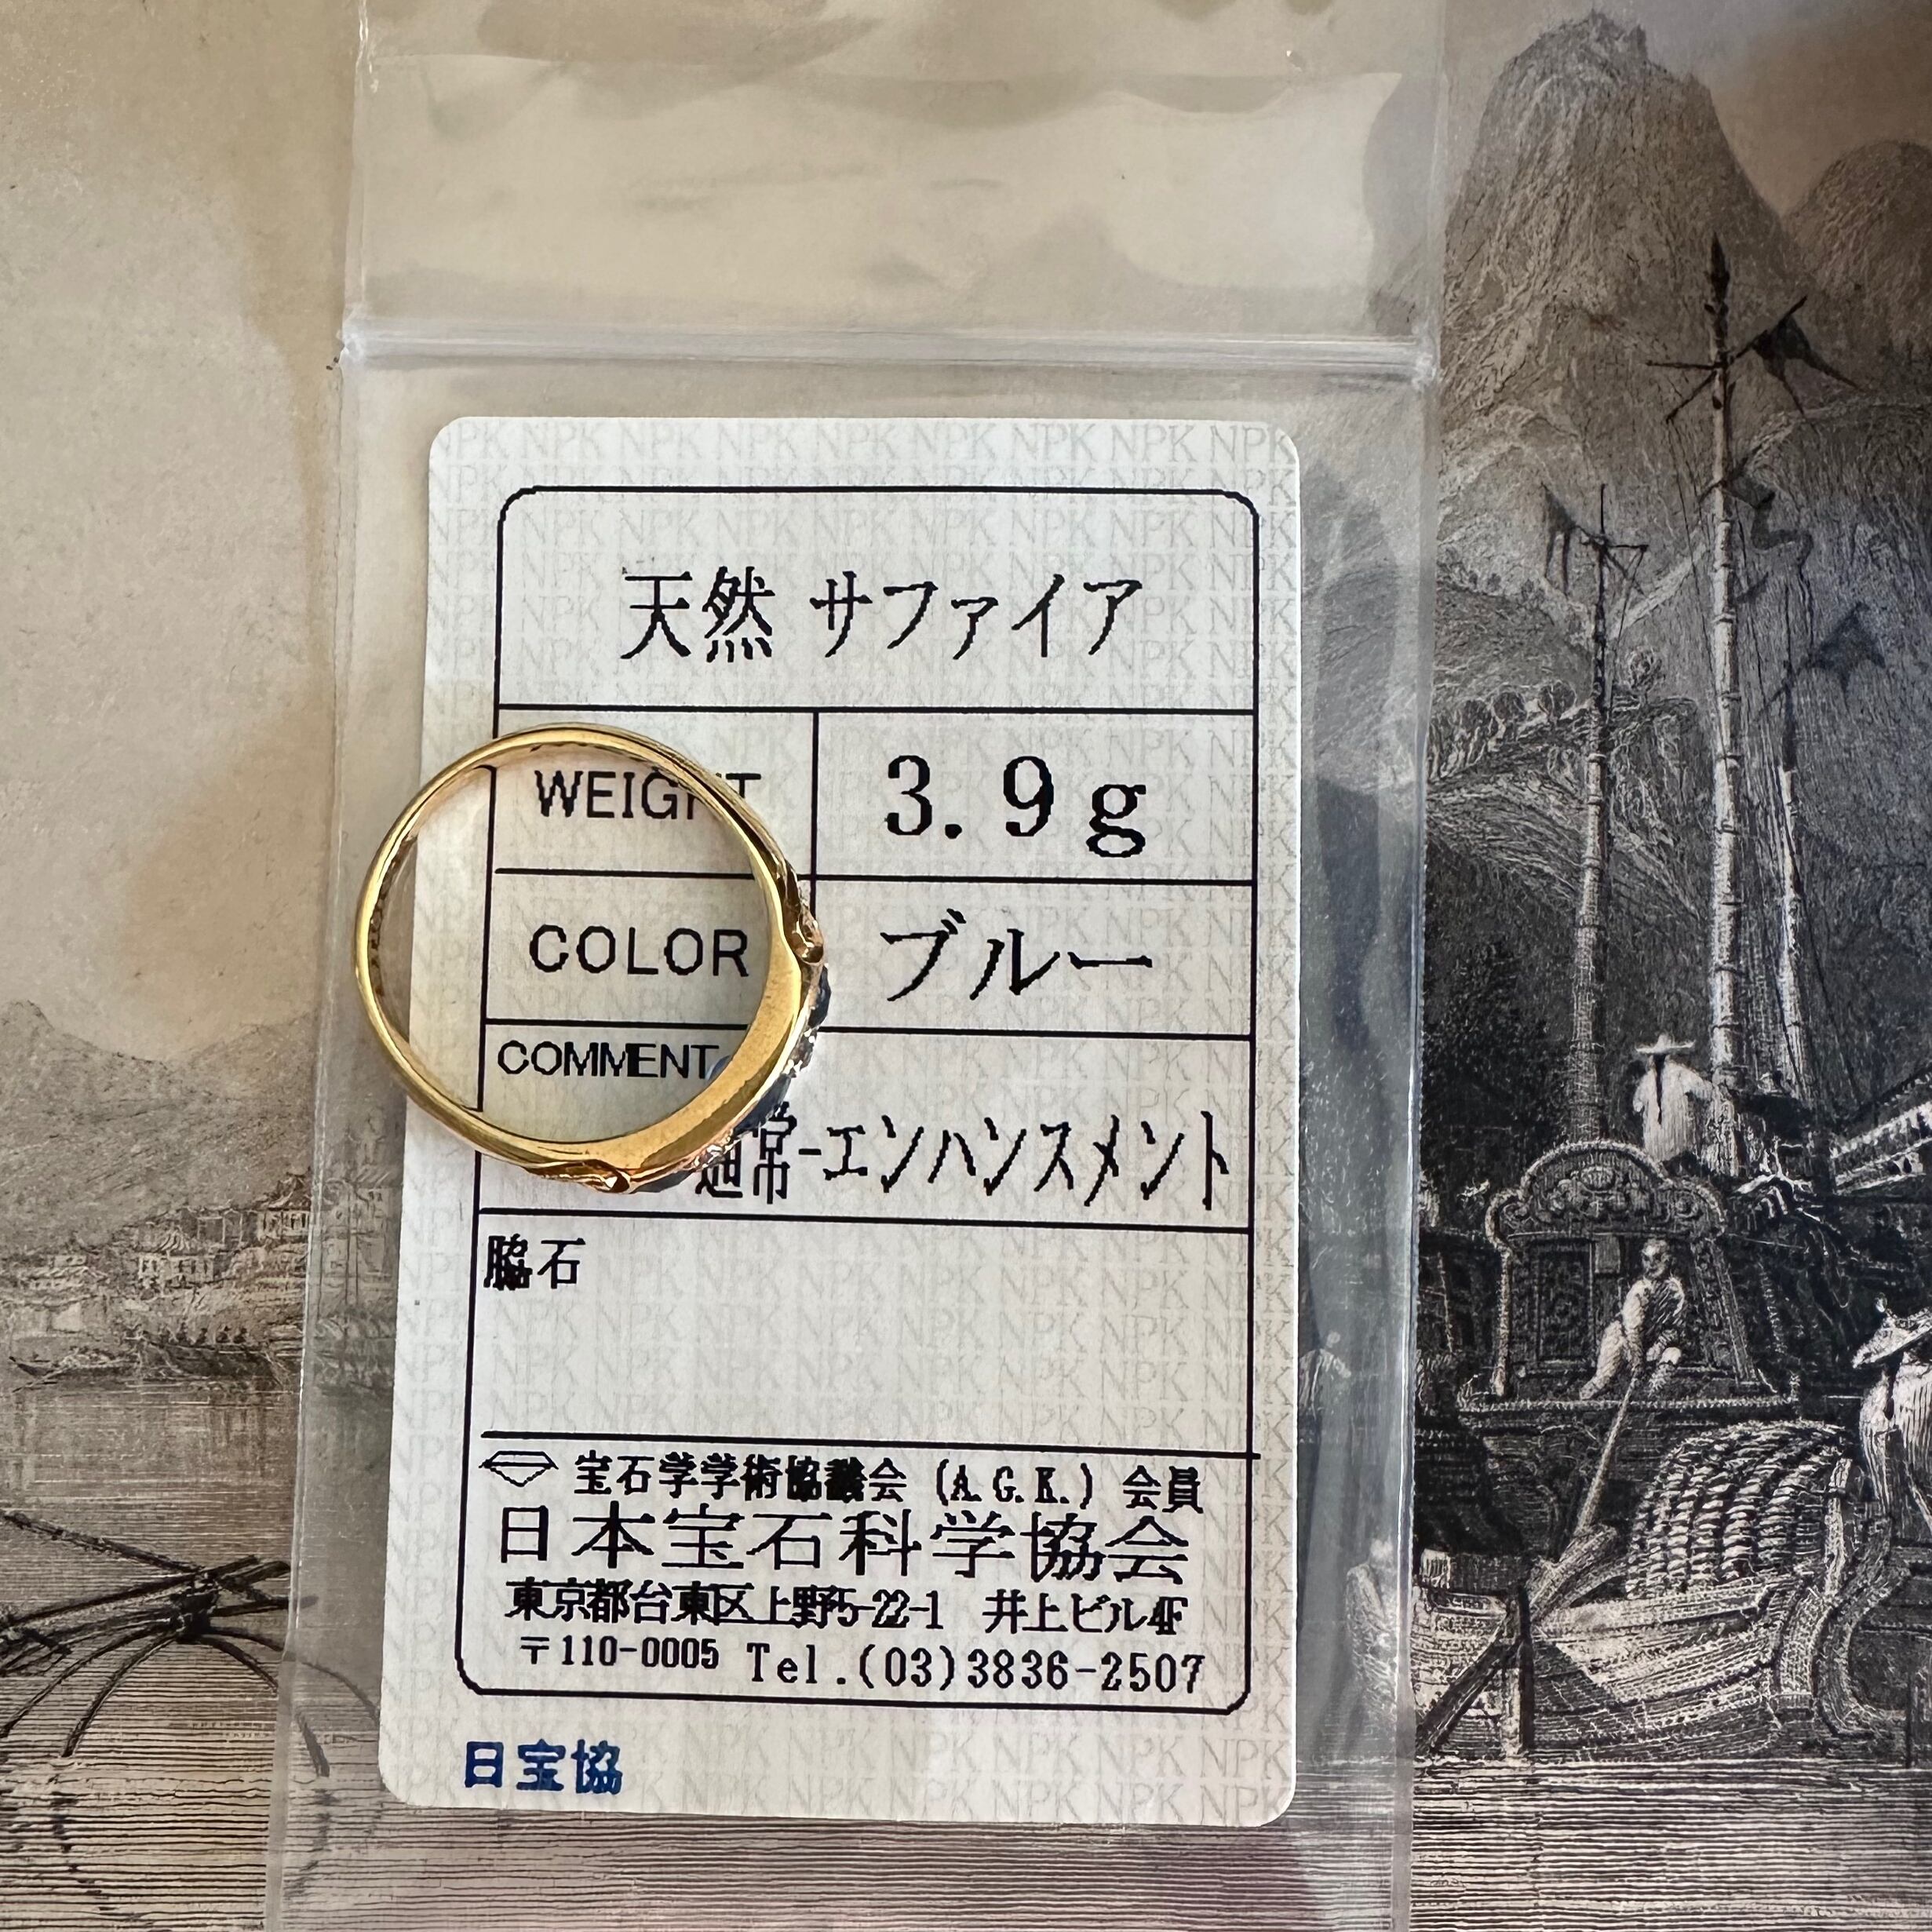 天然 サファイア
WEIGHT 3.9g
COLOR ブルー
COMMENT
通常-エンハンスメント
脇石
宝石学学術協議会 (A.G.K.) 会員
日本宝石科学協会
東京都台東区上野5-22-1 井上ビル4F
〒110-0005 Tel.(03)3836-2507
日宝協